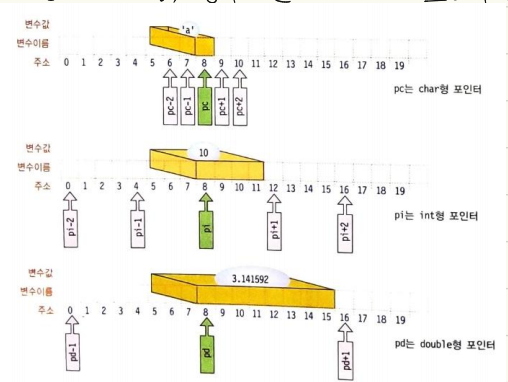 변수값 'a'
변수이름
주소 0 1 2 3 4 5 6 7 8 9 10 11 12 13 14 15 16 17 18 19
pc-2 pc-1 pc pc+1 pc+2
pc는 char형 포인터
변수값 10
변수이름
주소 0 1 2 3 4 5 6 7 8 9 10 11 12 13 14 15 16 17 18 19
pi-2 pi-1 pi pi+1 pi+2
pi는 int형 포인터
변수값 3.141592
변수이름
주소 0 1 2 3 4 5 6 7 8 9 10 11 12 13 14 15 16 17 18 19
pd-1 pd pd+1
pd는 double형 포인터